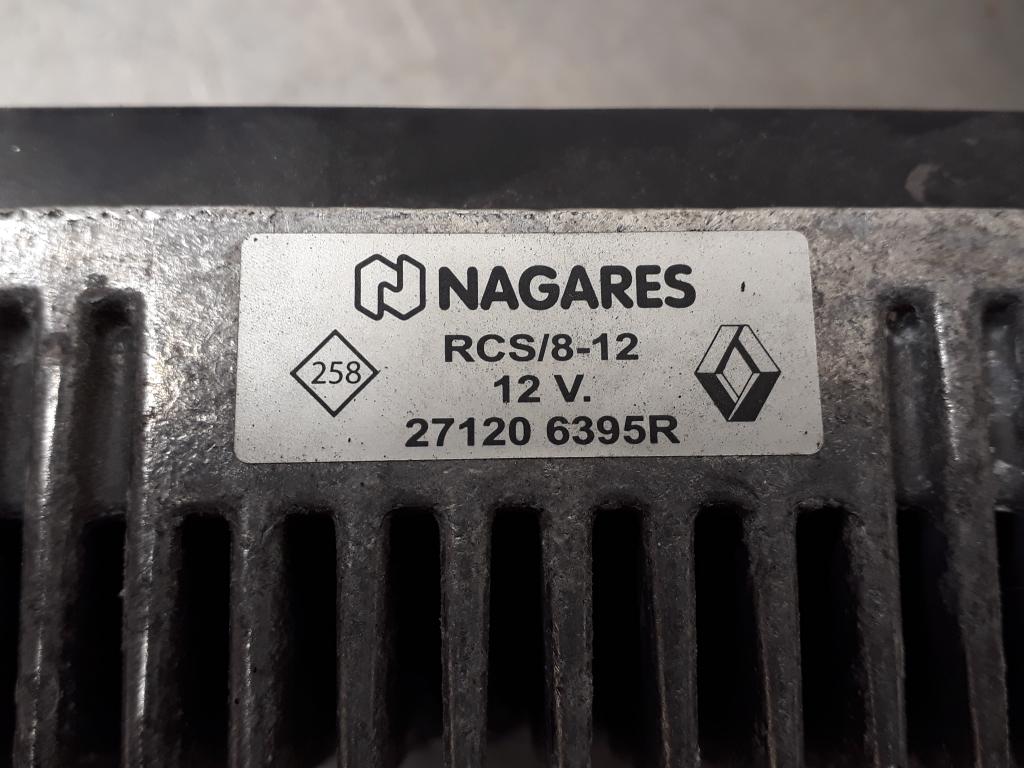 NAGARES
RCS/8-12
258
12 V.
27120 6395R